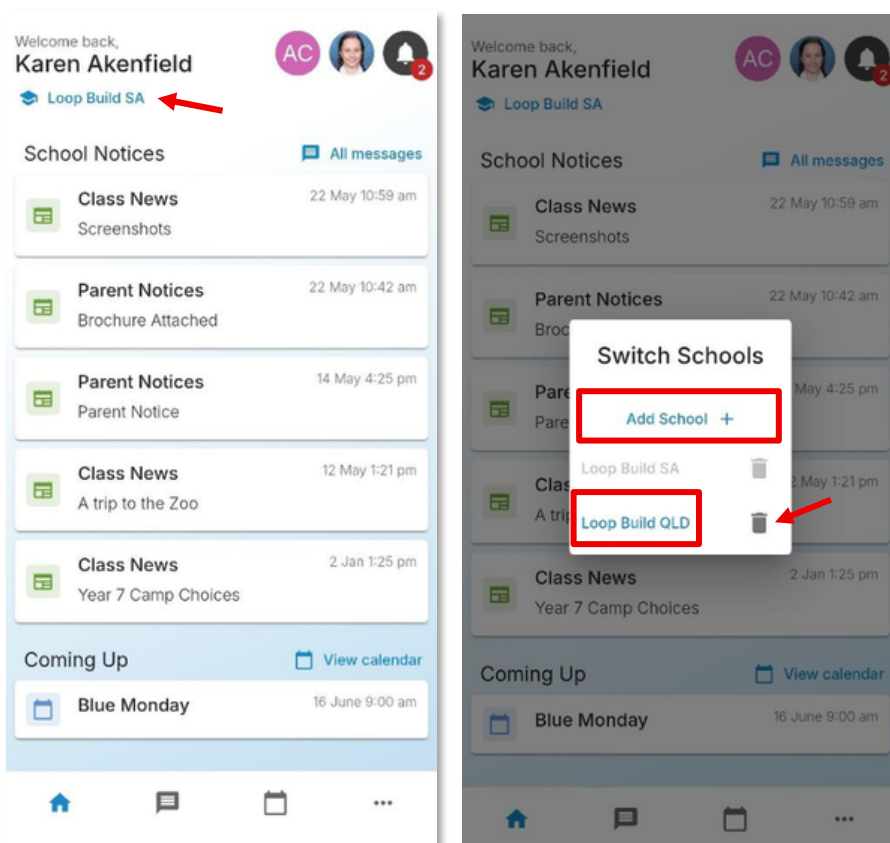 Welcome back,
Karen Akenfield
AC
2
Loop Build SA
School Notices
All messages
Class News
22 May 10:59 am
Screenshots
Parent Notices
22 May 10:42 am
Brochure Attached
Parent Notices
14 May 4:25 pm
Parent Notice
Class News
12 May 1:21 pm
A trip to the Zoo
Class News
2 Jan 1:25 pm
Year 7 Camp Choices
Coming Up
View calendar
Blue Monday
16 June 9:00 am
Welcome back,
Karen Akenfield
AC
2
Loop Build SA
School Notices
All messages
Class News
22 May 10:59 am
Screenshots
Parent Notices
22 May 10:42 am
Broc
Switch Schools
Pare
May 4:25 pm
Pare
Add School +
Loop Build SA
Clas
2 May 1:21 pm
A trip
Loop Build QLD
Class News
2 Jan 1:25 pm
Year 7 Camp Choices
Coming Up
View calendar
Blue Monday
16 June 9:00 am